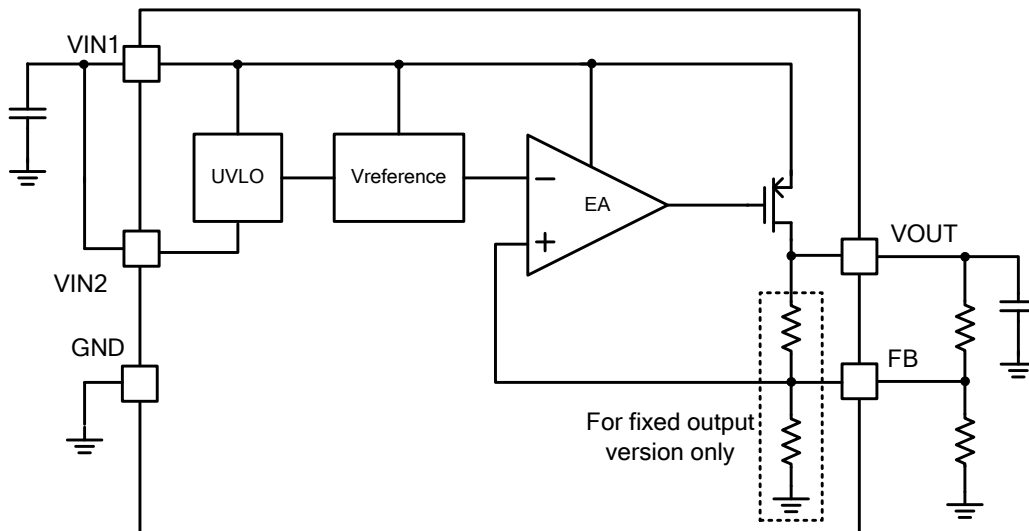 VIN1
UVLO
Vreference
−
EA
+
VOUT
VIN2
GND
FB
For fixed output
version only